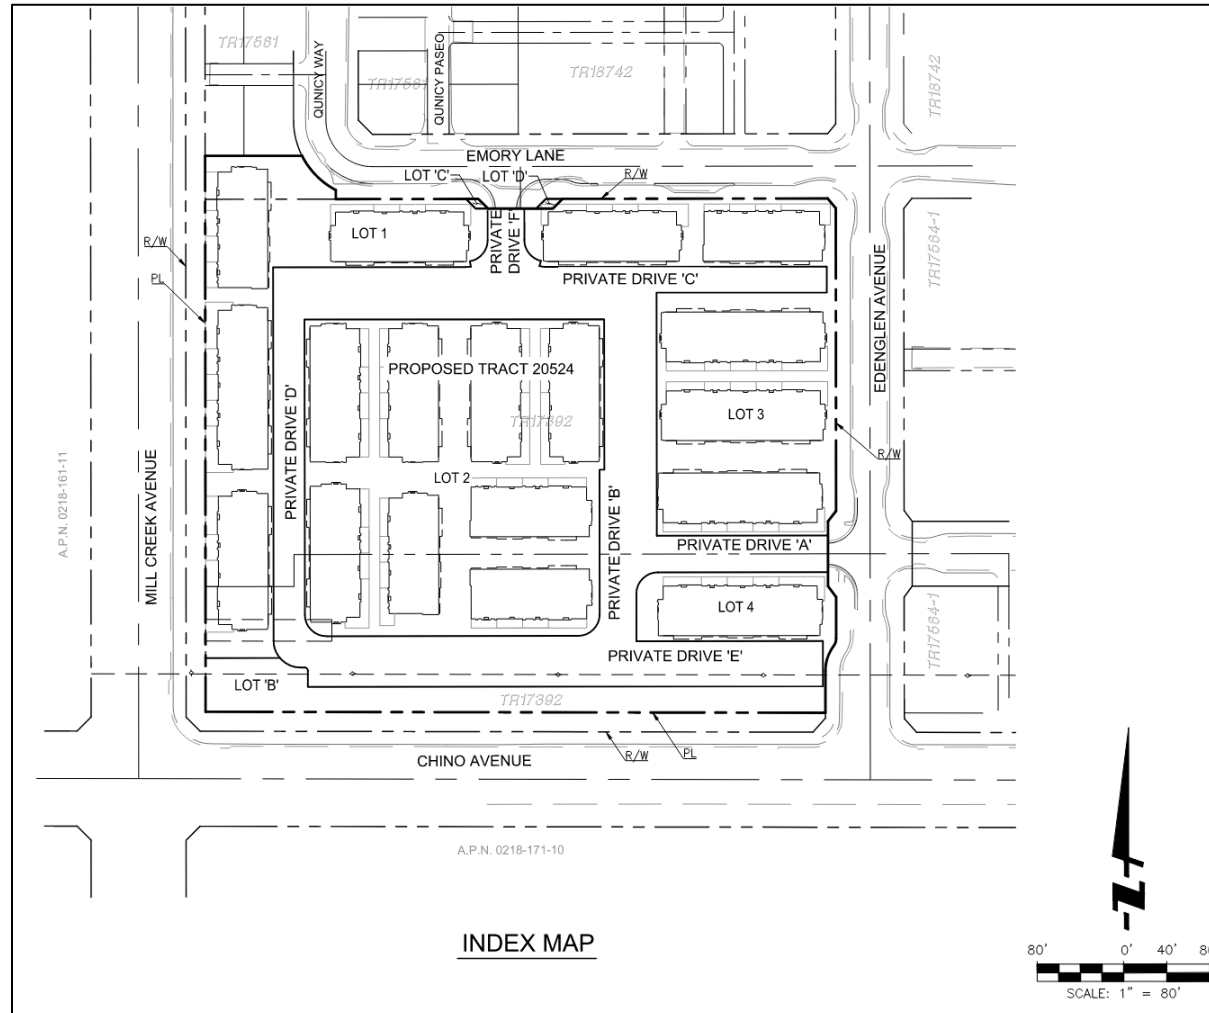 TR17561
QUNICY WAY
TR17561
QUNICY PASEO
TR18742
TR18742
EMORY LANE
LOT 'C'
LOT 'D'
R/W
LOT 1
PRIVATE
DRIVE 'F'
R/W
PL
PRIVATE DRIVE 'C'
EDENGLEN AVENUE
TR17564-1
PROPOSED TRACT 20524
PRIVATE DRIVE 'D'
TR17392
LOT 3
R/W
LOT 2
A.P.N. 0218-161-11
MILL CREEK AVENUE
PRIVATE DRIVE 'B'
PRIVATE DRIVE 'A'
LOT 4
TR17564-1
PRIVATE DRIVE 'E'
LOT 'B'
TR17392
R/W
PL
CHINO AVENUE
A.P.N. 0218-171-10
INDEX MAP
80' 0' 40'
SCALE: 1" = 80'